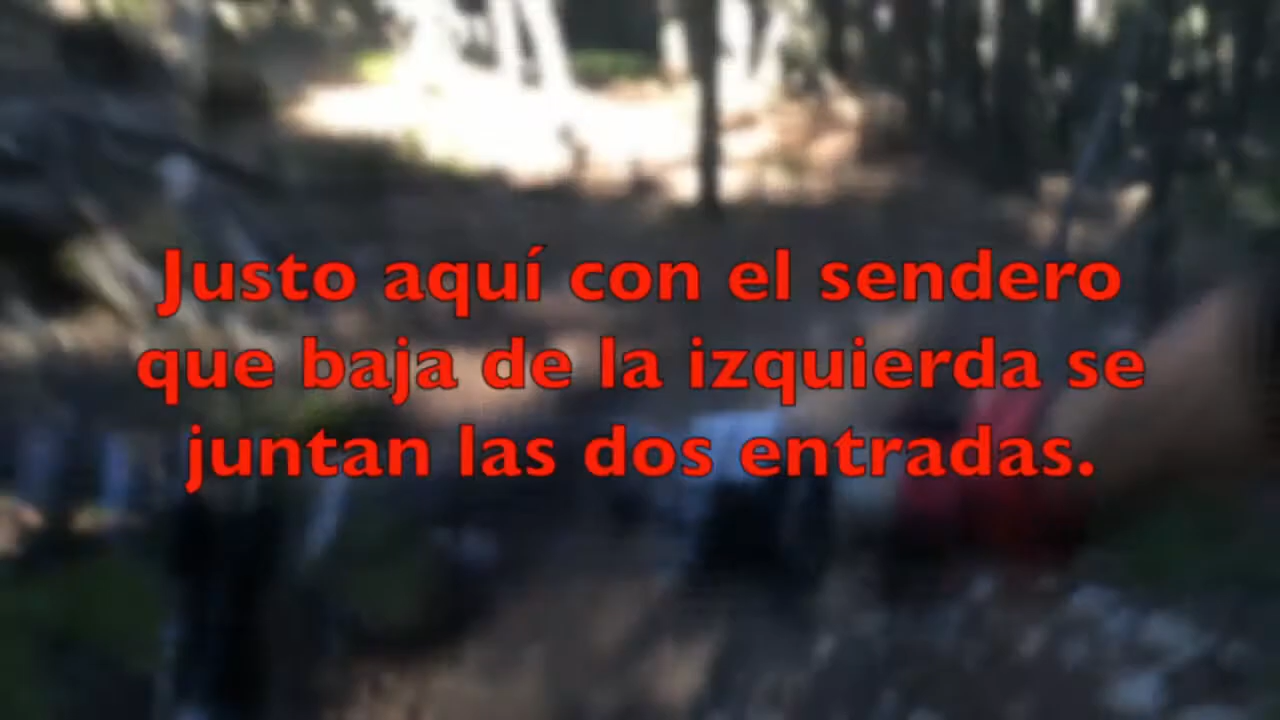 Justo aquí con el sendero
que baja de la izquierda se
juntan las dos entradas.